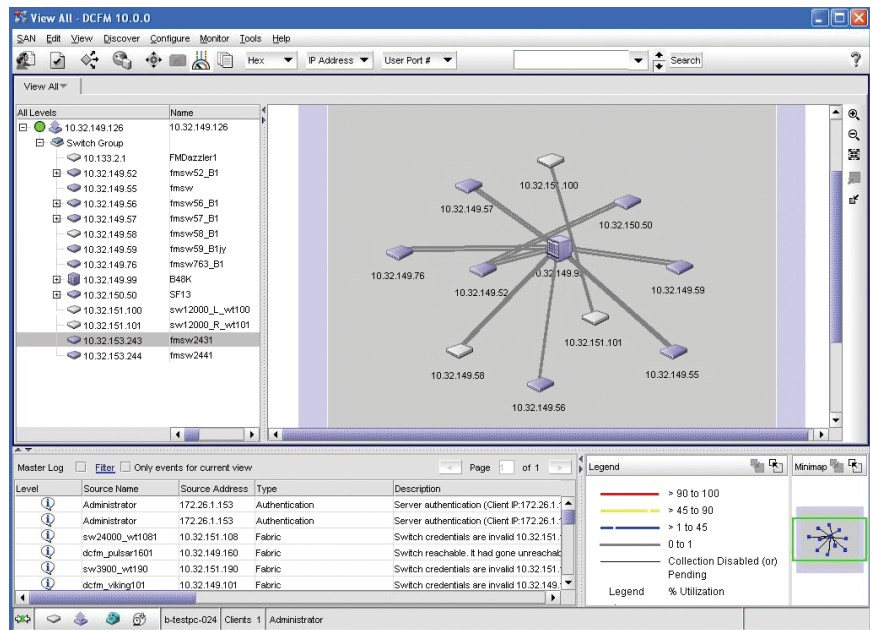 View All - DCFM 10.0.0
SAN Edit View Discover Configure Monitor Tools Help
Hex IP Address User Port # Search
View All
All Levels Name
10.32.149.126 10.32.149.126
Switch Group
10.133.2.1 FMDazzler1
10.32.149.52 fmsw52_B1
10.32.149.55 fmsw
10.32.149.56 fmsw56_B1
10.32.149.57 fmsw57_B1
10.32.149.58 fmsw58_B1
10.32.149.59 fmsw59_B1jy
10.32.149.76 fmsw763_B1
10.32.149.99 B48K
10.32.150.50 SF13
10.32.151.100 sw12000_L_wt100
10.32.151.101 sw12000_R_wt101
10.32.153.243 fmsw2431
10.32.153.244 fmsw2441
10.32.151.100
10.32.149.57
10.32.150.50
10.32.149.76
10.32.149.52
10.32.149.59
10.32.151.101
10.32.149.58
10.32.149.55
10.32.149.56
Master Log Filter Only events for current view Page 1 of 1
Level Source Name Source Address Type Description
Administrator 172.26.1.153 Authentication Server authentication (Client IP:172.26.1.
Administrator 172.26.1.153 Authentication Server authentication (Client IP:172.26.1.
sw24000_wt1081 10.32.151.108 Fabric Switch credentials are invalid 10.32.151.
dcfm_pulsar1601 10.32.149.160 Fabric Switch reachable. It had gone unreachab
sw3900_wt190 10.32.151.190 Fabric Switch credentials are invalid 10.32.151.
dcfm_viking101 10.32.149.101 Fabric Switch credentials are invalid 10.32.149.
Legend
> 90 to 100
> 45 to 90
> 1 to 45
0 to 1
Collection Disabled (or)
Pending
Legend % Utilization
Minimap
b-testpc-024 Clients 1 Administrator